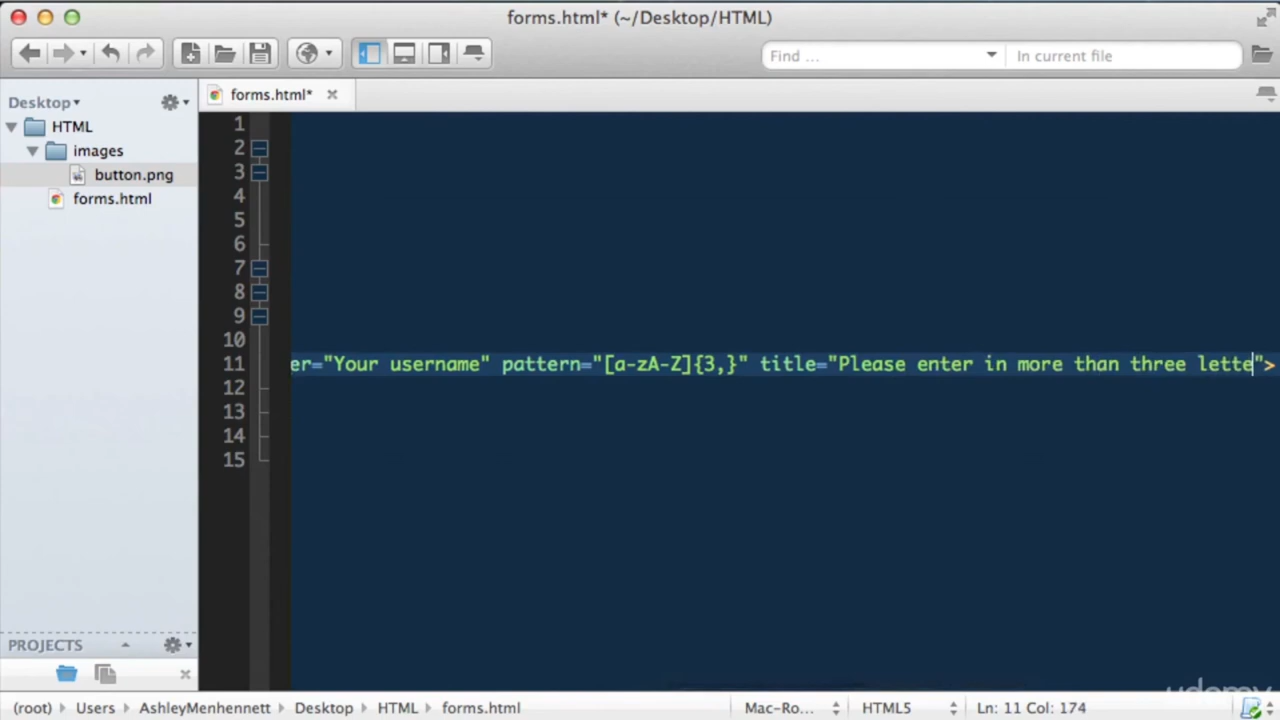 forms.html* (~/Desktop/HTML)
Find ...
In current file
Desktop
forms.html*
HTML
images
button.png
forms.html
1
2
3
4
5
6
7
8
9
10
11
er="Your username" pattern="[a-zA-Z]{3,}" title="Please enter in more than three lette">
12
13
14
15
PROJECTS
udemy
(root) Users AshleyMenhennett Desktop HTML forms.html
Mac-Ro... HTML5 Ln: 11 Col: 174